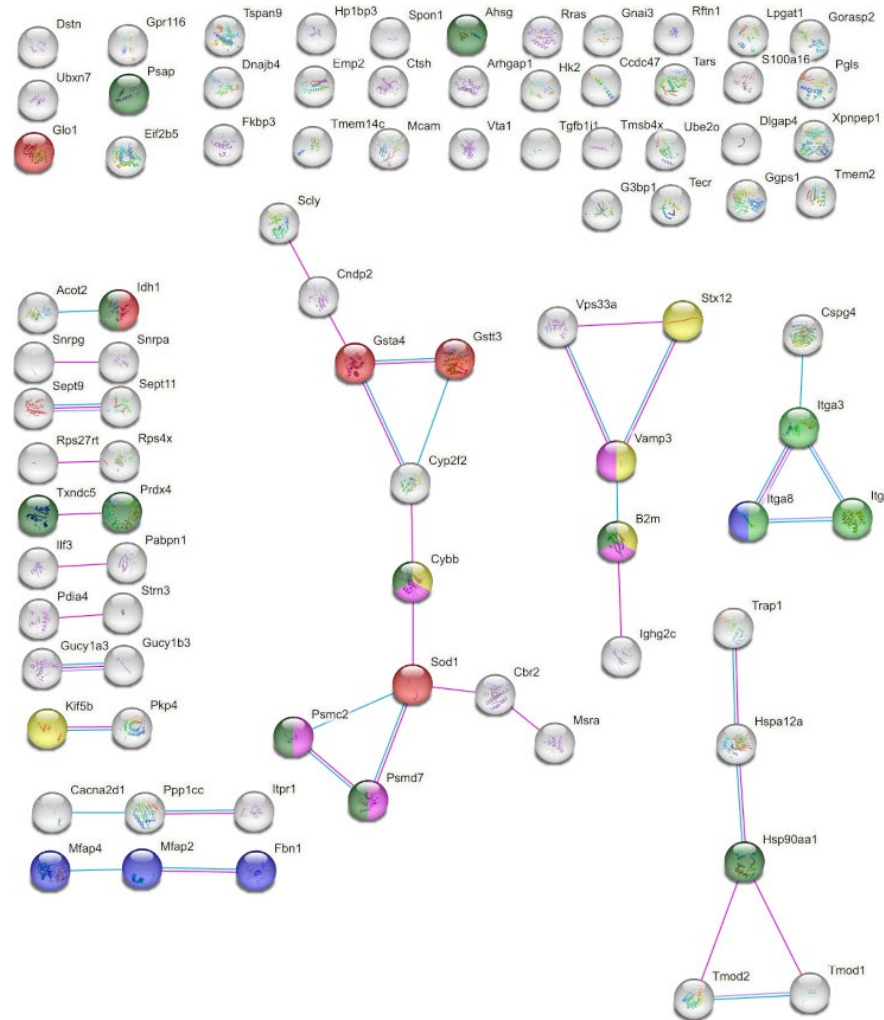 Dstn
Gpr116
Tspan9
Hp1bp3
Spon1
Ahsg
Rras
Gnai3
Rftn1
Lpgat1
Gorasp2
Ubxn7
Psap
Dnajb4
Emp2
Ctsh
Arhgap1
Hk2
Ccdc47
Tars
S100a16
Pgls
Glo1
Eif2b5
Fkbp3
Tmem14c
Mcam
Vta1
Tgfb1i1
Tmsb4x
Ube2o
Dlgap4
Xpnpep1
G3bp1
Tecr
Ggps1
Tmem2
Scly
Cndp2
Acot2
Idh1
Vps33a
Stx12
Cspg4
Snrpg
Snrpa
Gsta4
Gstt3
Sept9
Sept11
Itga3
Rps27rt
Rps4x
Cyp2f2
Vamp3
Txndc5
Prdx4
Itga8
Itg
B2m
Ilf3
Pabpn1
Cybb
Pdia4
Strn3
Trap1
Gucy1a3
Gucy1b3
Ighg2c
Sod1
Cbr2
Kif5b
Pkp4
Psmc2
Msra
Hspa12a
Psmd7
Cacna2d1
Ppp1cc
Itpr1
Mfap4
Mfap2
Fbn1
Hsp90aa1
Tmod2
Tmod1